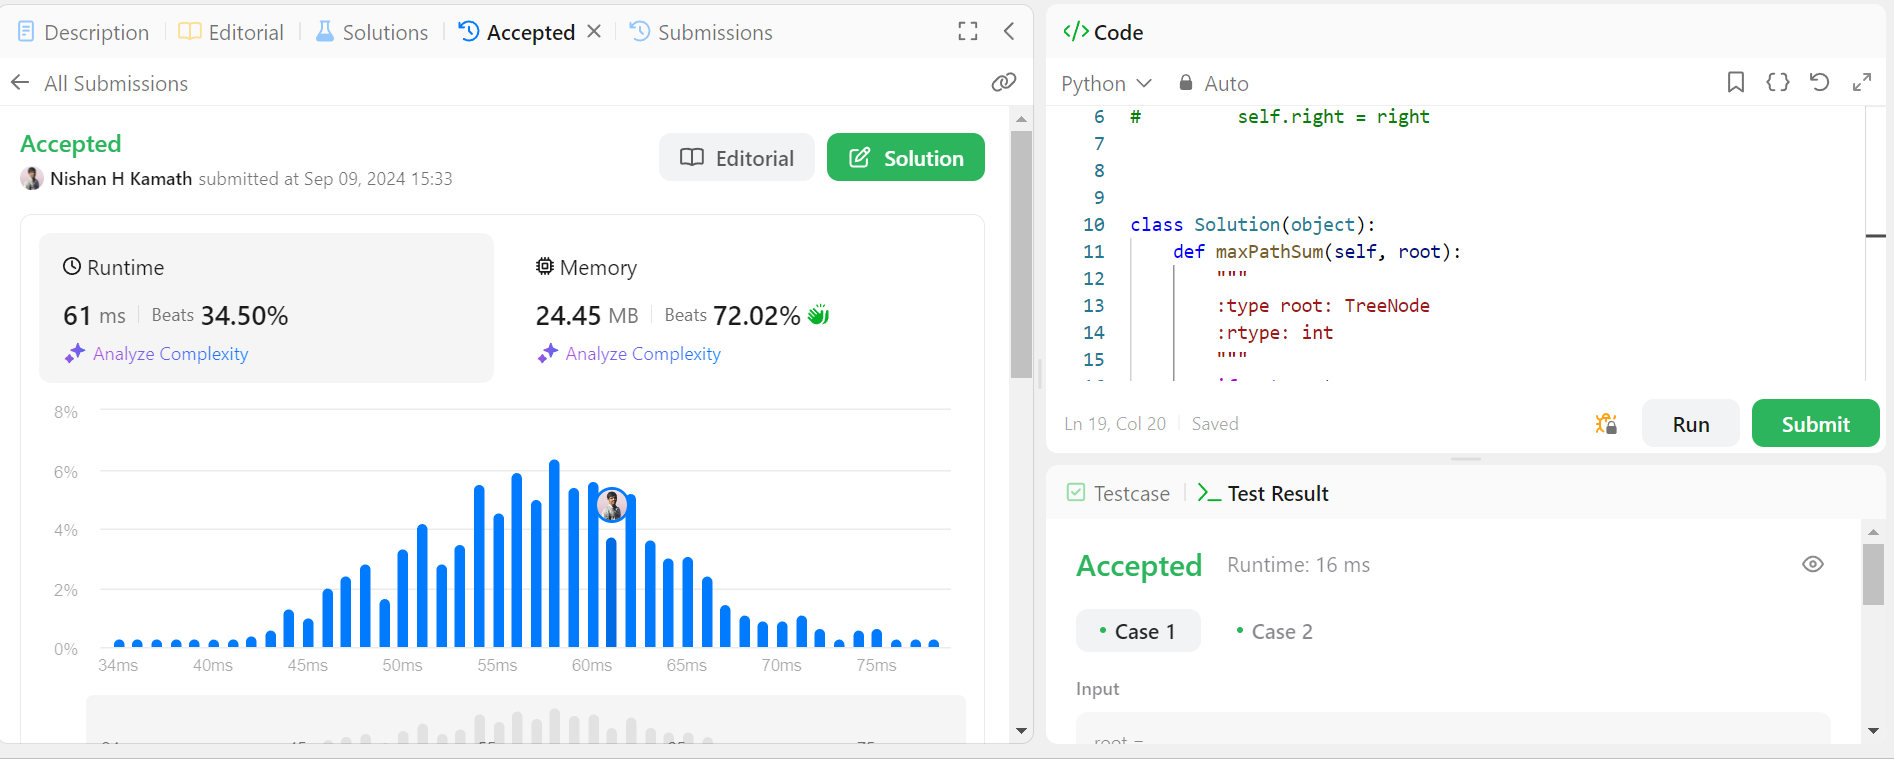 Description Editorial Solutions Accepted Submissions
All Submissions
Accepted
Nishan H Kamath submitted at Sep 09, 2024 15:33
Editorial Solution
Runtime
61 ms Beats 34.50%
Analyze Complexity
Memory
24.45 MB Beats 72.02%
Analyze Complexity
8%
6%
4%
2%
0%
34ms 40ms 45ms 50ms 55ms 60ms 65ms 70ms 75ms
</> Code
Python Auto
6 # self.right = right
7
8
9
10 class Solution(object):
11 def maxPathSum(self, root):
12 """
13 :type root: TreeNode
14 :rtype: int
15 """
Ln 19, Col 20 Saved
Run Submit
Testcase >_ Test Result
Accepted Runtime: 16 ms
Case 1 Case 2
Input
root =